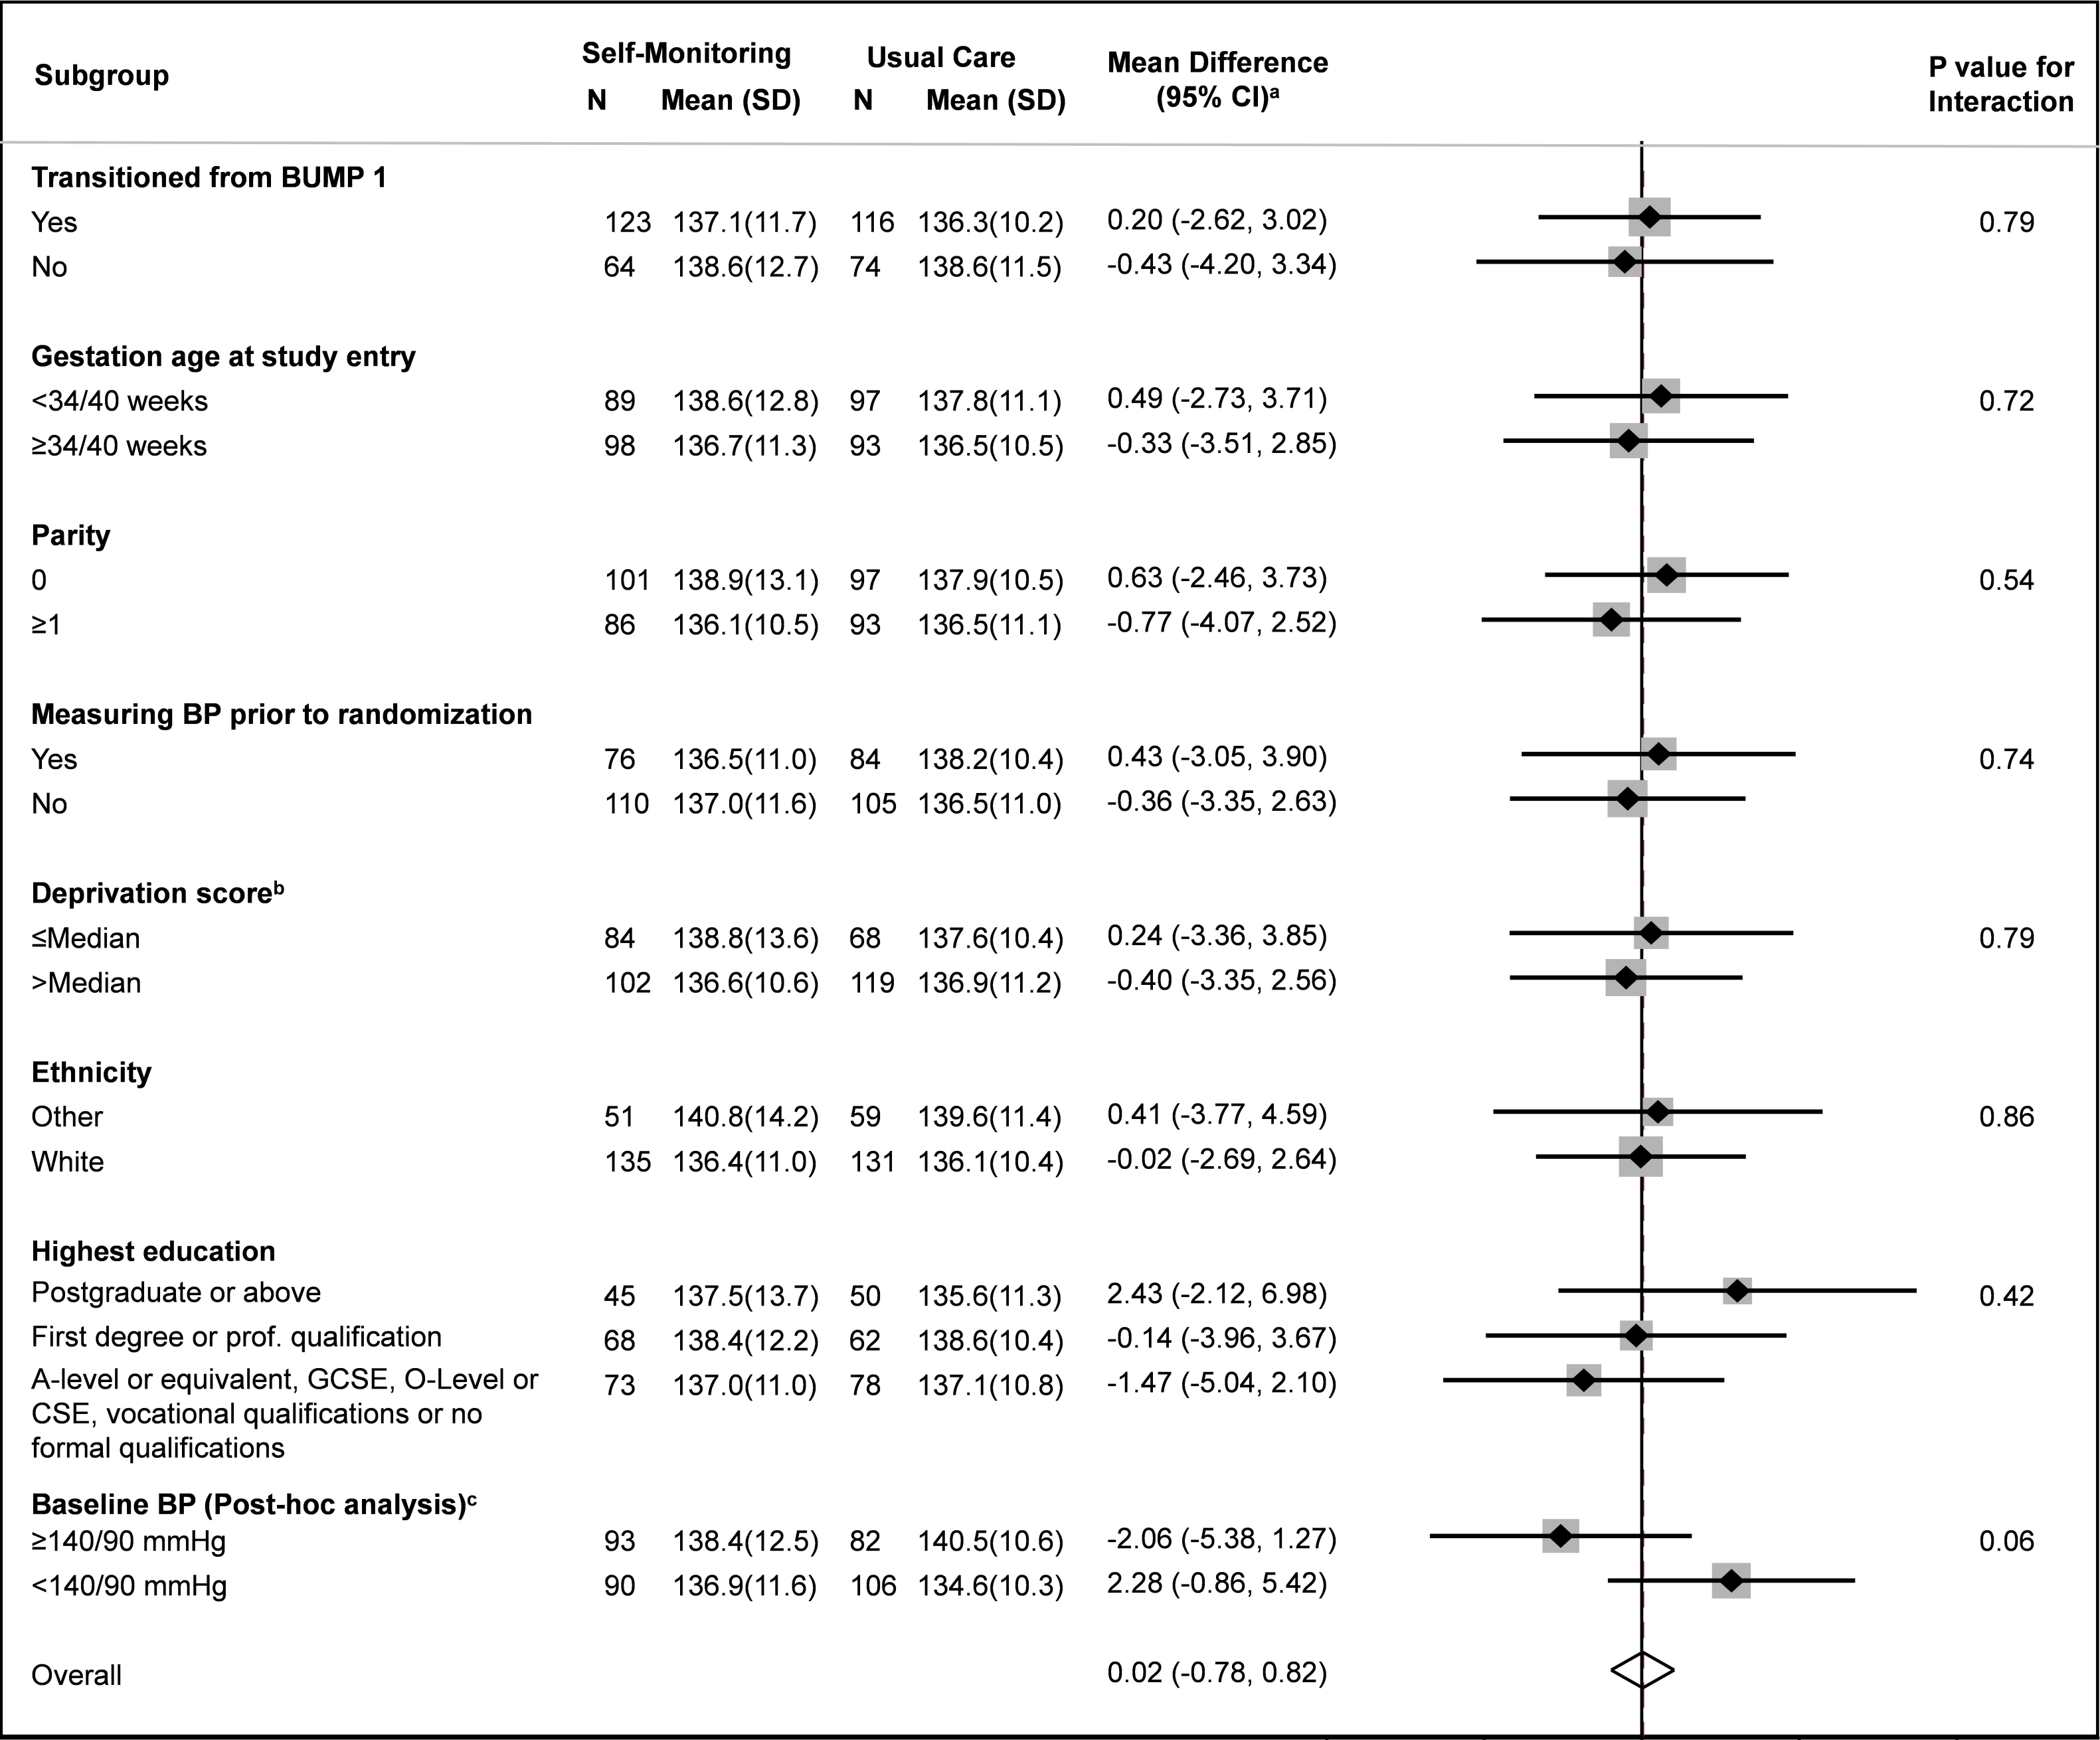 Subgroup Self-Monitoring Usual Care Mean Difference P value for
N Mean (SD) N Mean (SD) (95% CI)ᵃ Interaction
Transitioned from BUMP 1
Yes 123 137.1(11.7) 116 136.3(10.2) 0.20 (-2.62, 3.02) 0.79
No 64 138.6(12.7) 74 138.6(11.5) -0.43 (-4.20, 3.34)
Gestation age at study entry
<34/40 weeks 89 138.6(12.8) 97 137.8(11.1) 0.49 (-2.73, 3.71) 0.72
≥34/40 weeks 98 136.7(11.3) 93 136.5(10.5) -0.33 (-3.51, 2.85)
Parity
0 101 138.9(13.1) 97 137.9(10.5) 0.63 (-2.46, 3.73) 0.54
≥1 86 136.1(10.5) 93 136.5(11.1) -0.77 (-4.07, 2.52)
Measuring BP prior to randomization
Yes 76 136.5(11.0) 84 138.2(10.4) 0.43 (-3.05, 3.90) 0.74
No 110 137.0(11.6) 105 136.5(11.0) -0.36 (-3.35, 2.63)
Deprivation scoreᵇ
≤Median 84 138.8(13.6) 68 137.6(10.4) 0.24 (-3.36, 3.85) 0.79
>Median 102 136.6(10.6) 119 136.9(11.2) -0.40 (-3.35, 2.56)
Ethnicity
Other 51 140.8(14.2) 59 139.6(11.4) 0.41 (-3.77, 4.59) 0.86
White 135 136.4(11.0) 131 136.1(10.4) -0.02 (-2.69, 2.64)
Highest education
Postgraduate or above 45 137.5(13.7) 50 135.6(11.3) 2.43 (-2.12, 6.98) 0.42
First degree or prof. qualification 68 138.4(12.2) 62 138.6(10.4) -0.14 (-3.96, 3.67)
A-level or equivalent, GCSE, O-Level or 73 137.0(11.0) 78 137.1(10.8) -1.47 (-5.04, 2.10)
CSE, vocational qualifications or no
formal qualifications
Baseline BP (Post-hoc analysis)ᶜ
≥140/90 mmHg 93 138.4(12.5) 82 140.5(10.6) -2.06 (-5.38, 1.27) 0.06
<140/90 mmHg 90 136.9(11.6) 106 134.6(10.3) 2.28 (-0.86, 5.42)
Overall 0.02 (-0.78, 0.82)